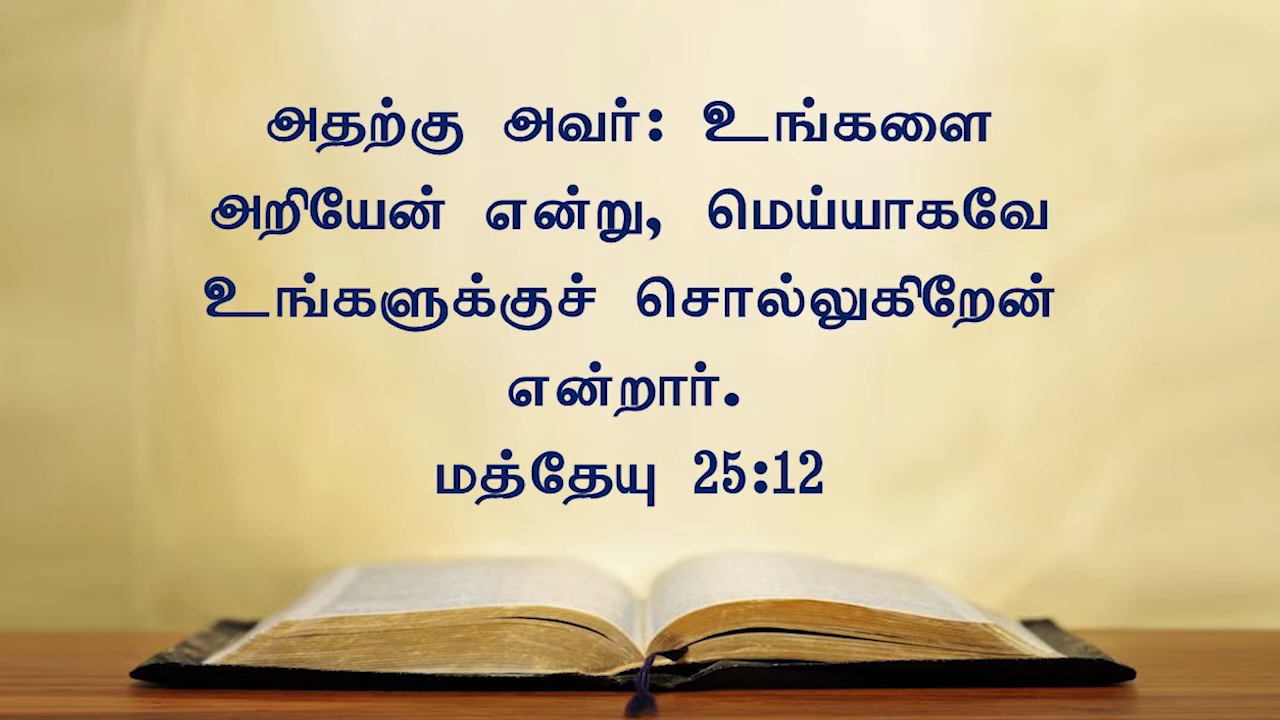 அதற்கு அவர்: உங்களை
அறியேன் என்று, மெய்யாகவே
உங்களுக்குச் சொல்லுகிறேன்
என்றார்.
மத்தேயு 25:12